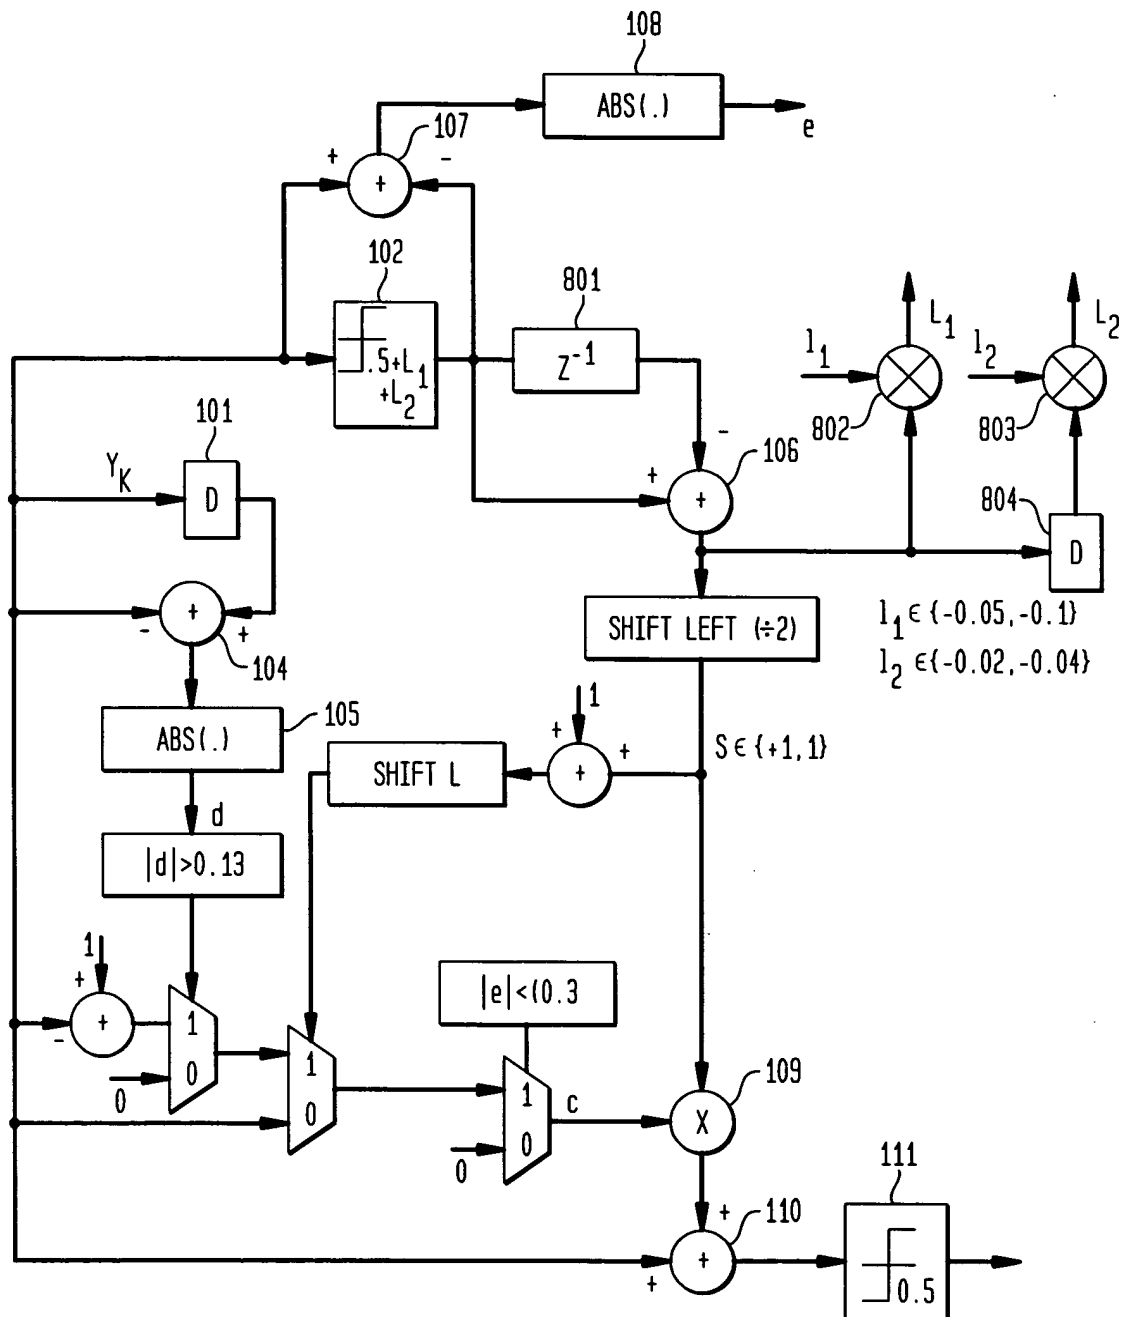 108
ABS(.)
e
107
+
-
+
102
.5+L1
+L2
801
Z-1
-
106
+
+
l1
L1
802
l2
L2
803
804
D
l1 ∈ {-0.05, -0.1}
l2 ∈ {-0.02, -0.04}
101
YK
D
+
-
+
104
105
ABS(.)
d
|d|>0.13
SHIFT LEFT (÷2)
S ∈ {+1, 1}
1
+
+
+
SHIFT L
1
+
+
-
1
0
0
1
0
|e|<(0.3
1
0
0
c
109
X
110
+
+
+
111
0.5